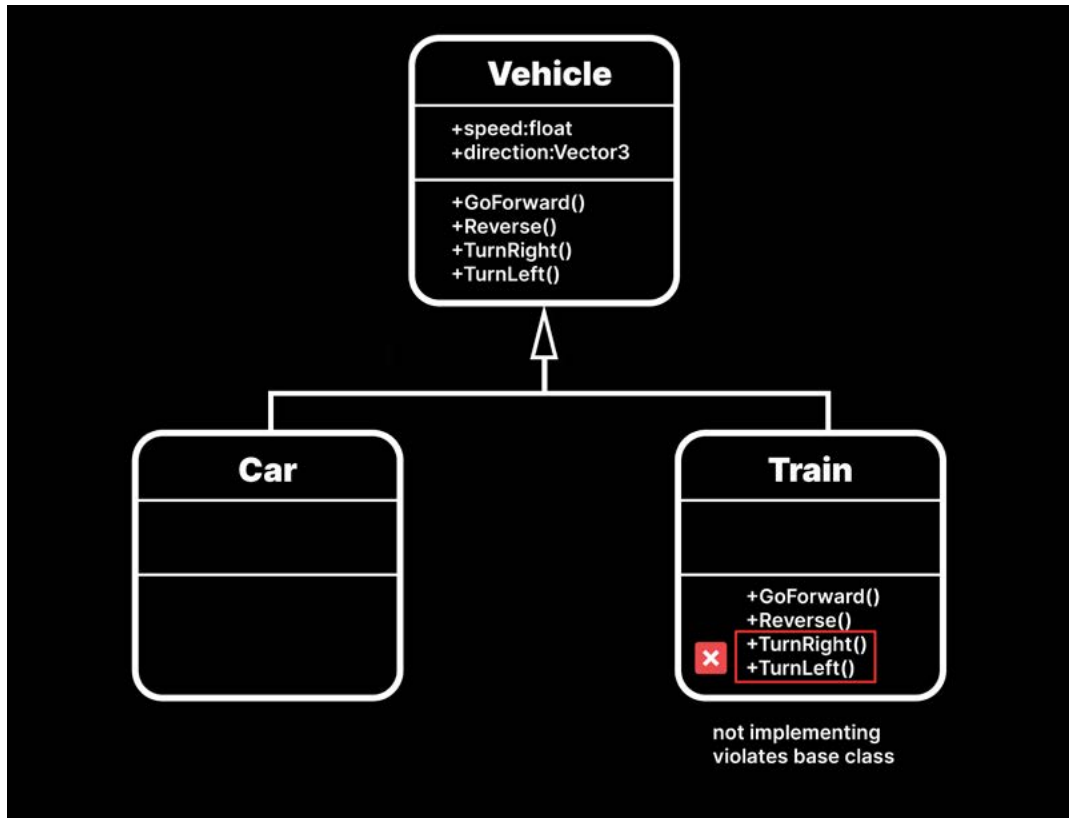 Vehicle
+speed:float
+direction:Vector3
+GoForward()
+Reverse()
+TurnRight()
+TurnLeft()
Car
Train
+GoForward()
+Reverse()
+TurnRight()
+TurnLeft()
not implementing
violates base class